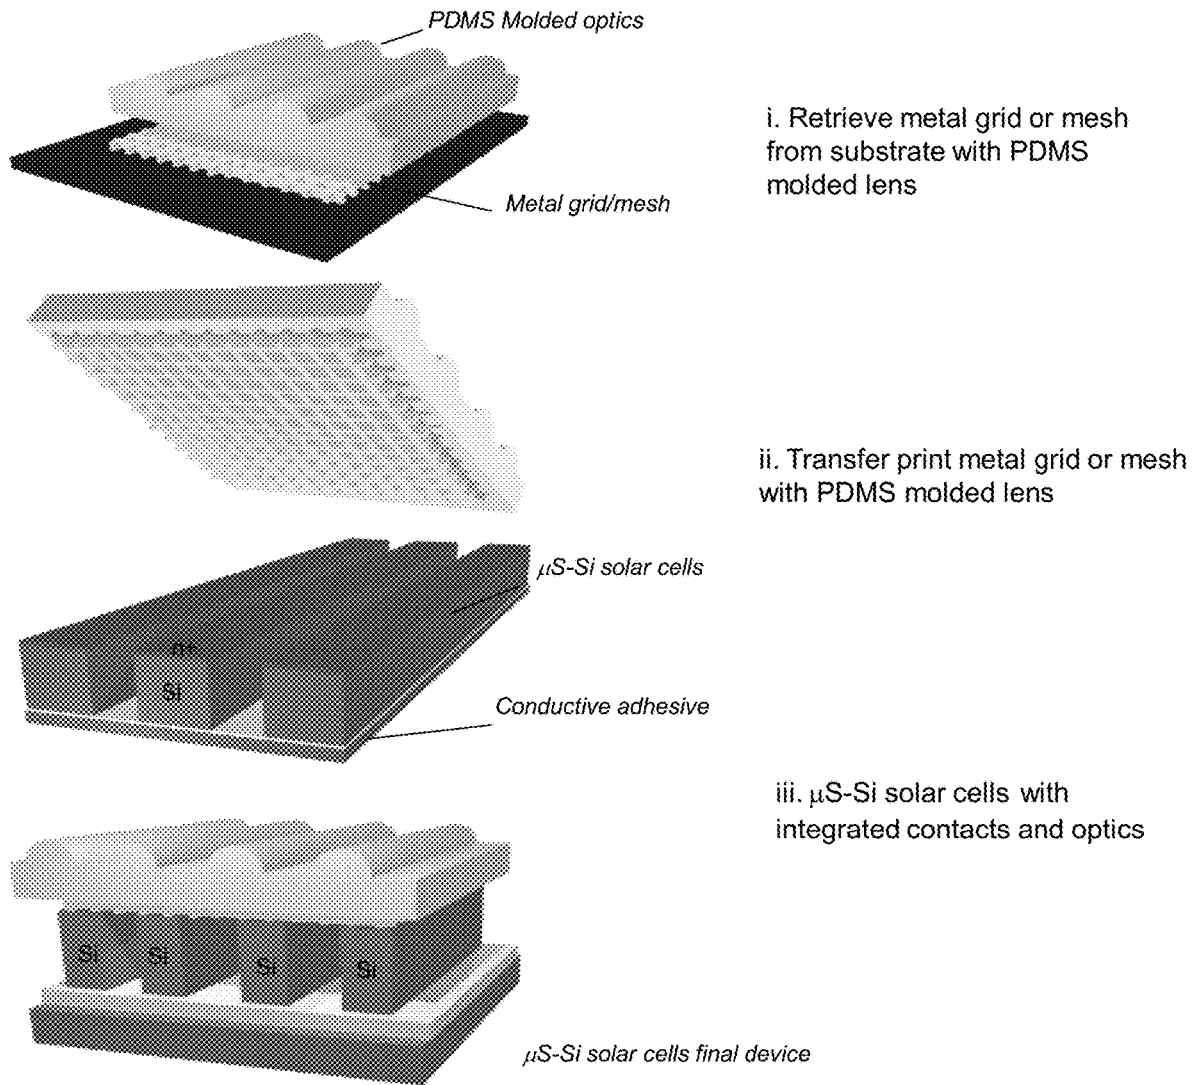 PDMS Molded optics
i. Retrieve metal grid or mesh
from substrate with PDMS
molded lens
Metal grid/mesh
ii. Transfer print metal grid or mesh
with PDMS molded lens
μS-Si solar cells
n+
Si
Conductive adhesive
iii. μS-Si solar cells with
integrated contacts and optics
Si
Si
Si
Si
μS-Si solar cells final device